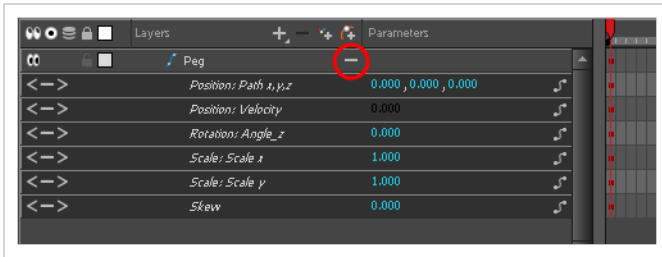 Layers Parameters
Peg
Position: Path x,y,z 0.000 , 0.000 , 0.000
Position: Velocity 0.000
Rotation: Angle_z 0.000
Scale: Scale x 1.000
Scale: Scale y 1.000
Skew 0.000